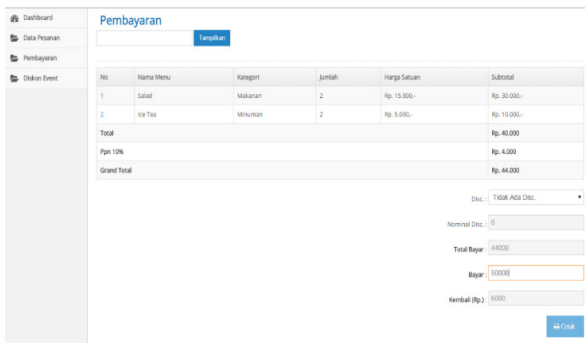 Dashboard
Data Pesanan
Pembayaran
Diskon Event
Pembayaran
Tampilkan
No Nama Menu Kategori Jumlah Harga Satuan Subtotal
1 Salad Makanan 2 Rp. 15.000,- Rp. 30.000,-
2 Ice Tea Minuman 2 Rp. 5.000,- Rp. 10.000,-
Total Rp. 40.000
Ppn 10% Rp. 4.000
Grand Total Rp. 44.000
Disc. : Tidak Ada Disc.
Nominal Disc. : 0
Total Bayar : 44000
Bayar : 50000
Kembali (Rp.) : 6000
Cetak